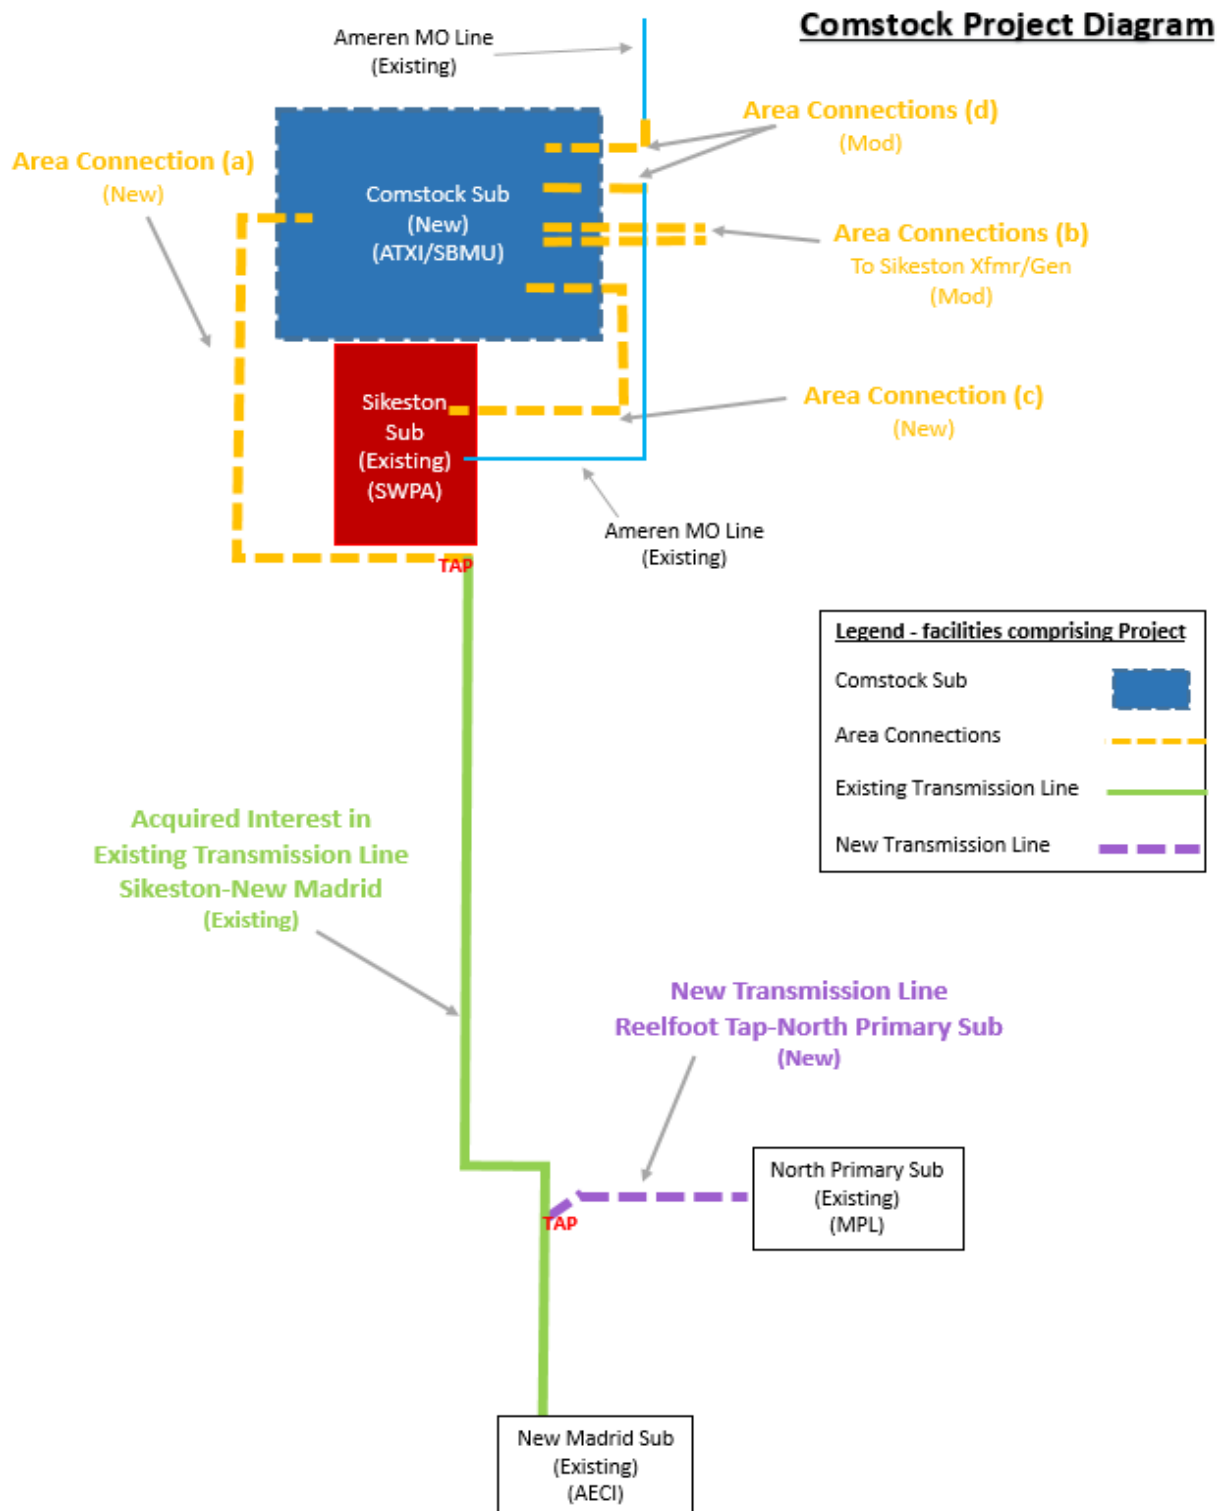 Comstock Project Diagram
Ameren MO Line
(Existing)
Area Connections (d)
(Mod)
Area Connection (a)
(New)
Comstock Sub
(New)
(ATXI/SBMU)
Area Connections (b)
To Sikeston Xfmr/Gen
(Mod)
Sikeston
Sub
(Existing)
(SWPA)
Area Connection (c)
(New)
Ameren MO Line
(Existing)
TAP
Legend - facilities comprising Project
Comstock Sub
Area Connections
Existing Transmission Line
New Transmission Line
Acquired Interest in
Existing Transmission Line
Sikeston-New Madrid
(Existing)
New Transmission Line
Reelfoot Tap-North Primary Sub
(New)
North Primary Sub
(Existing)
(MPL)
TAP
New Madrid Sub
(Existing)
(AECI)